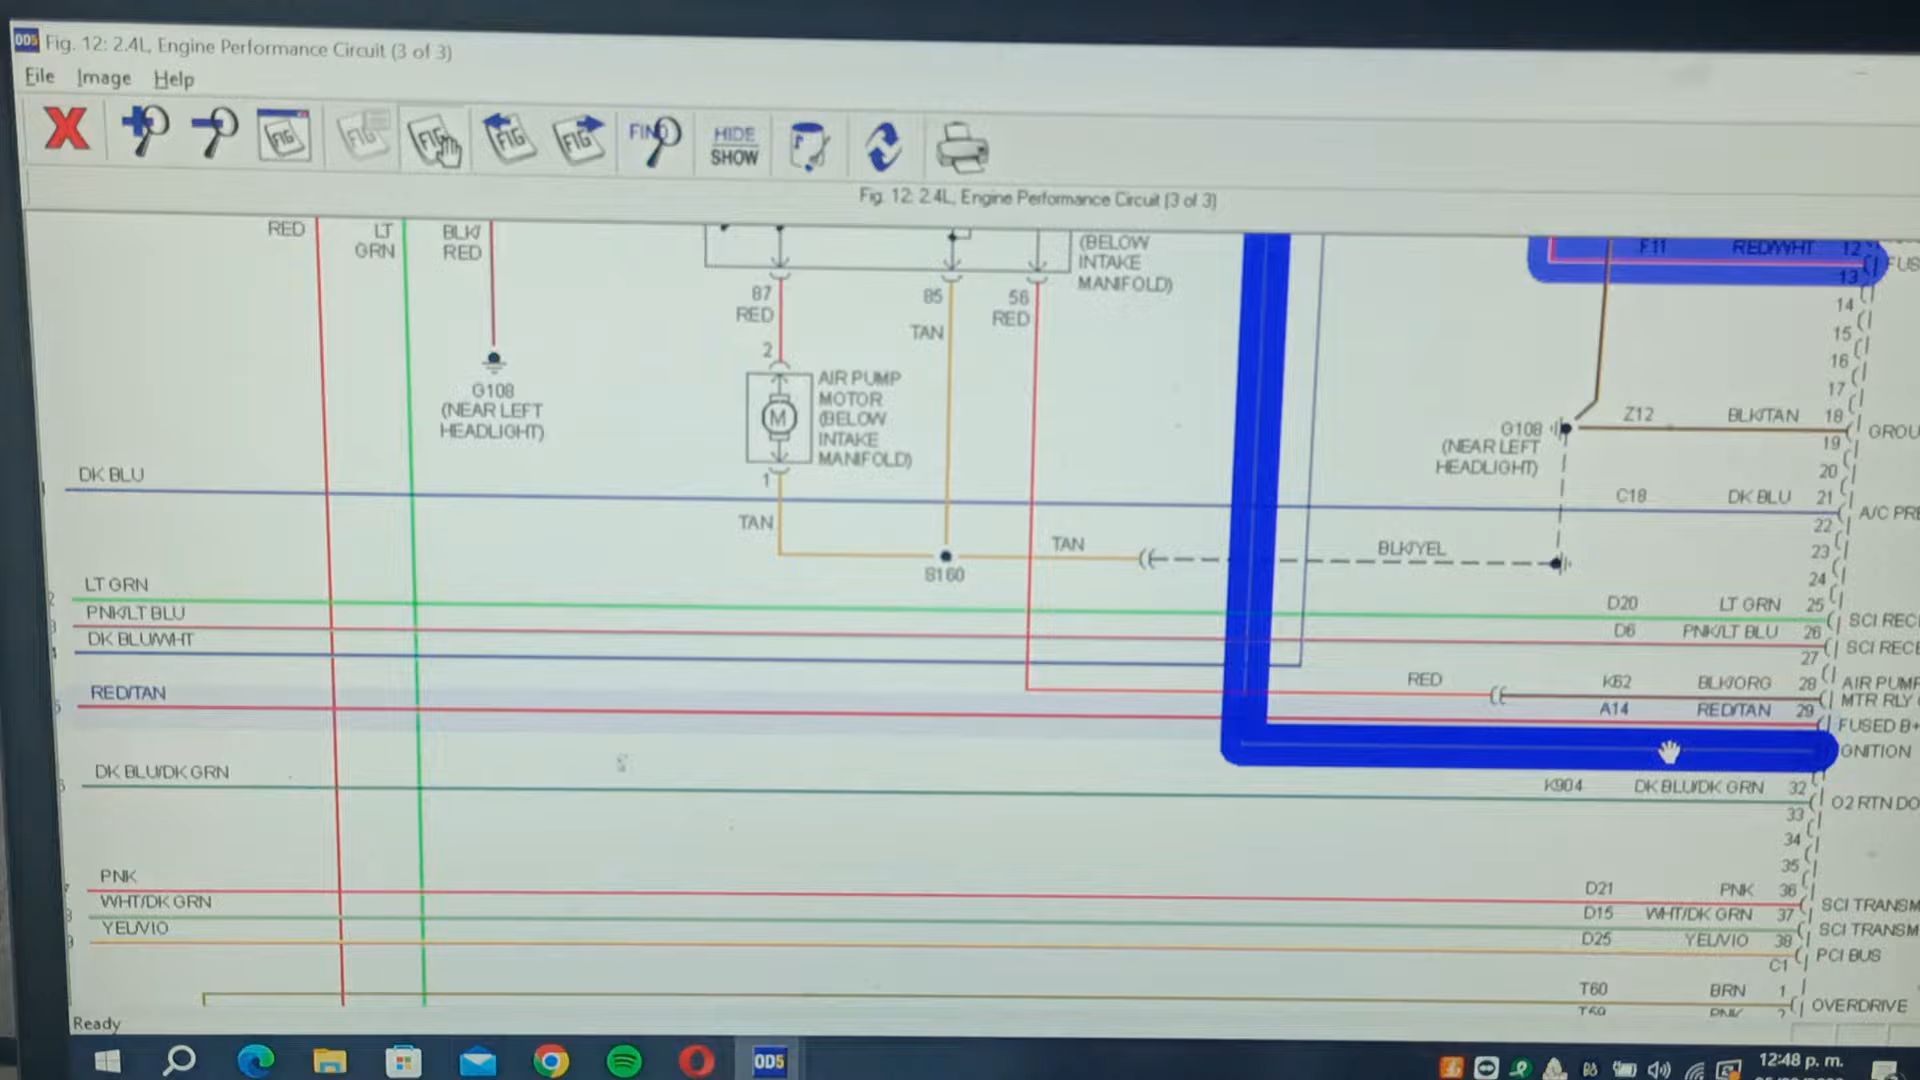 Fig. 12: 2.4L, Engine Performance Circuit (3 of 3)
File Image Help
FIG FIG FIG FIG FIG FIND HIDE
SHOW
Fig. 12: 2.4L, Engine Performance Circuit (3 of 3)
RED
LT
GRN
BLK/
RED
(BELOW
INTAKE
MANIFOLD)
87
RED
85
TAN
56
RED
2
AIR PUMP
MOTOR
(BELOW
INTAKE
MANIFOLD)
M
1
TAN
G108
(NEAR LEFT
HEADLIGHT)
S160
TAN
BLK/YEL
G108
(NEAR LEFT
HEADLIGHT)
F11 RED/WHT 12
13
14
15
16
17
Z12 BLK/TAN 18
19
20
DK BLU
C18 DK BLU 21
22
23
24
LT GRN
D20 LT GRN 25
PNK/LT BLU
D6 PNK/LT BLU 26
DK BLU/WHT
27
RED
K62 BLK/ORG 28 AIR PUMP
MTR RLY
RED/TAN
A14 RED/TAN 29
FUSED B+
DK BLU/DK GRN
K904 DK BLU/DK GRN 32
O2 RTN DO
33
34
35
PNK
D21 PNK 36
SCI TRANSM
WHT/DK GRN
D15 WHT/DK GRN 37
SCI TRANSM
YEL/VIO
D25 YEL/VIO 38
PCI BUS
C1
T60 BRN 1
OVERDRIVE
Ready
OD5
12:48 p. m.